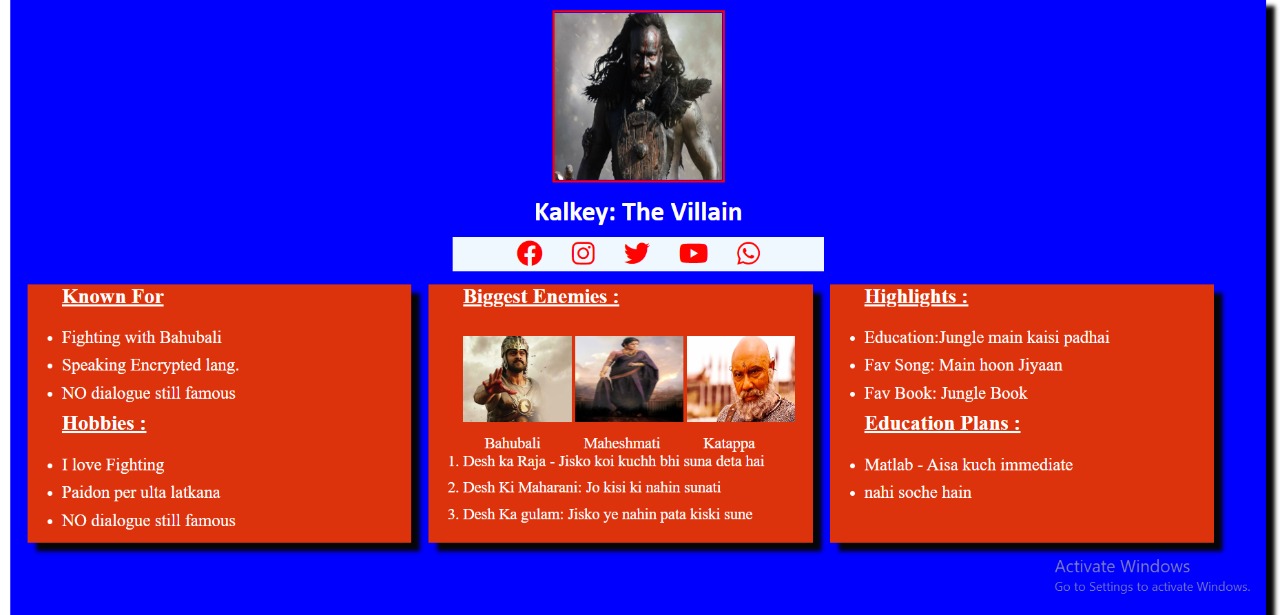 Kalkey: The Villain
Known For
Fighting with Bahubali
Speaking Encrypted lang.
NO dialogue still famous
Hobbies :
I love Fighting
Paidon per ulta latkana
NO dialogue still famous
Biggest Enemies :
Bahubali Maheshmati Katappa
1. Desh ka Raja - Jisko koi kuchh bhi suna deta hai
2. Desh Ki Maharani: Jo kisi ki nahin sunati
3. Desh Ka gulam: Jisko ye nahin pata kiski sune
Highlights :
Education:Jungle main kaisi padhai
Fav Song: Main hoon Jiyaan
Fav Book: Jungle Book
Education Plans :
Matlab - Aisa kuch immediate
nahi soche hain
Activate Windows
Go to Settings to activate Windows.